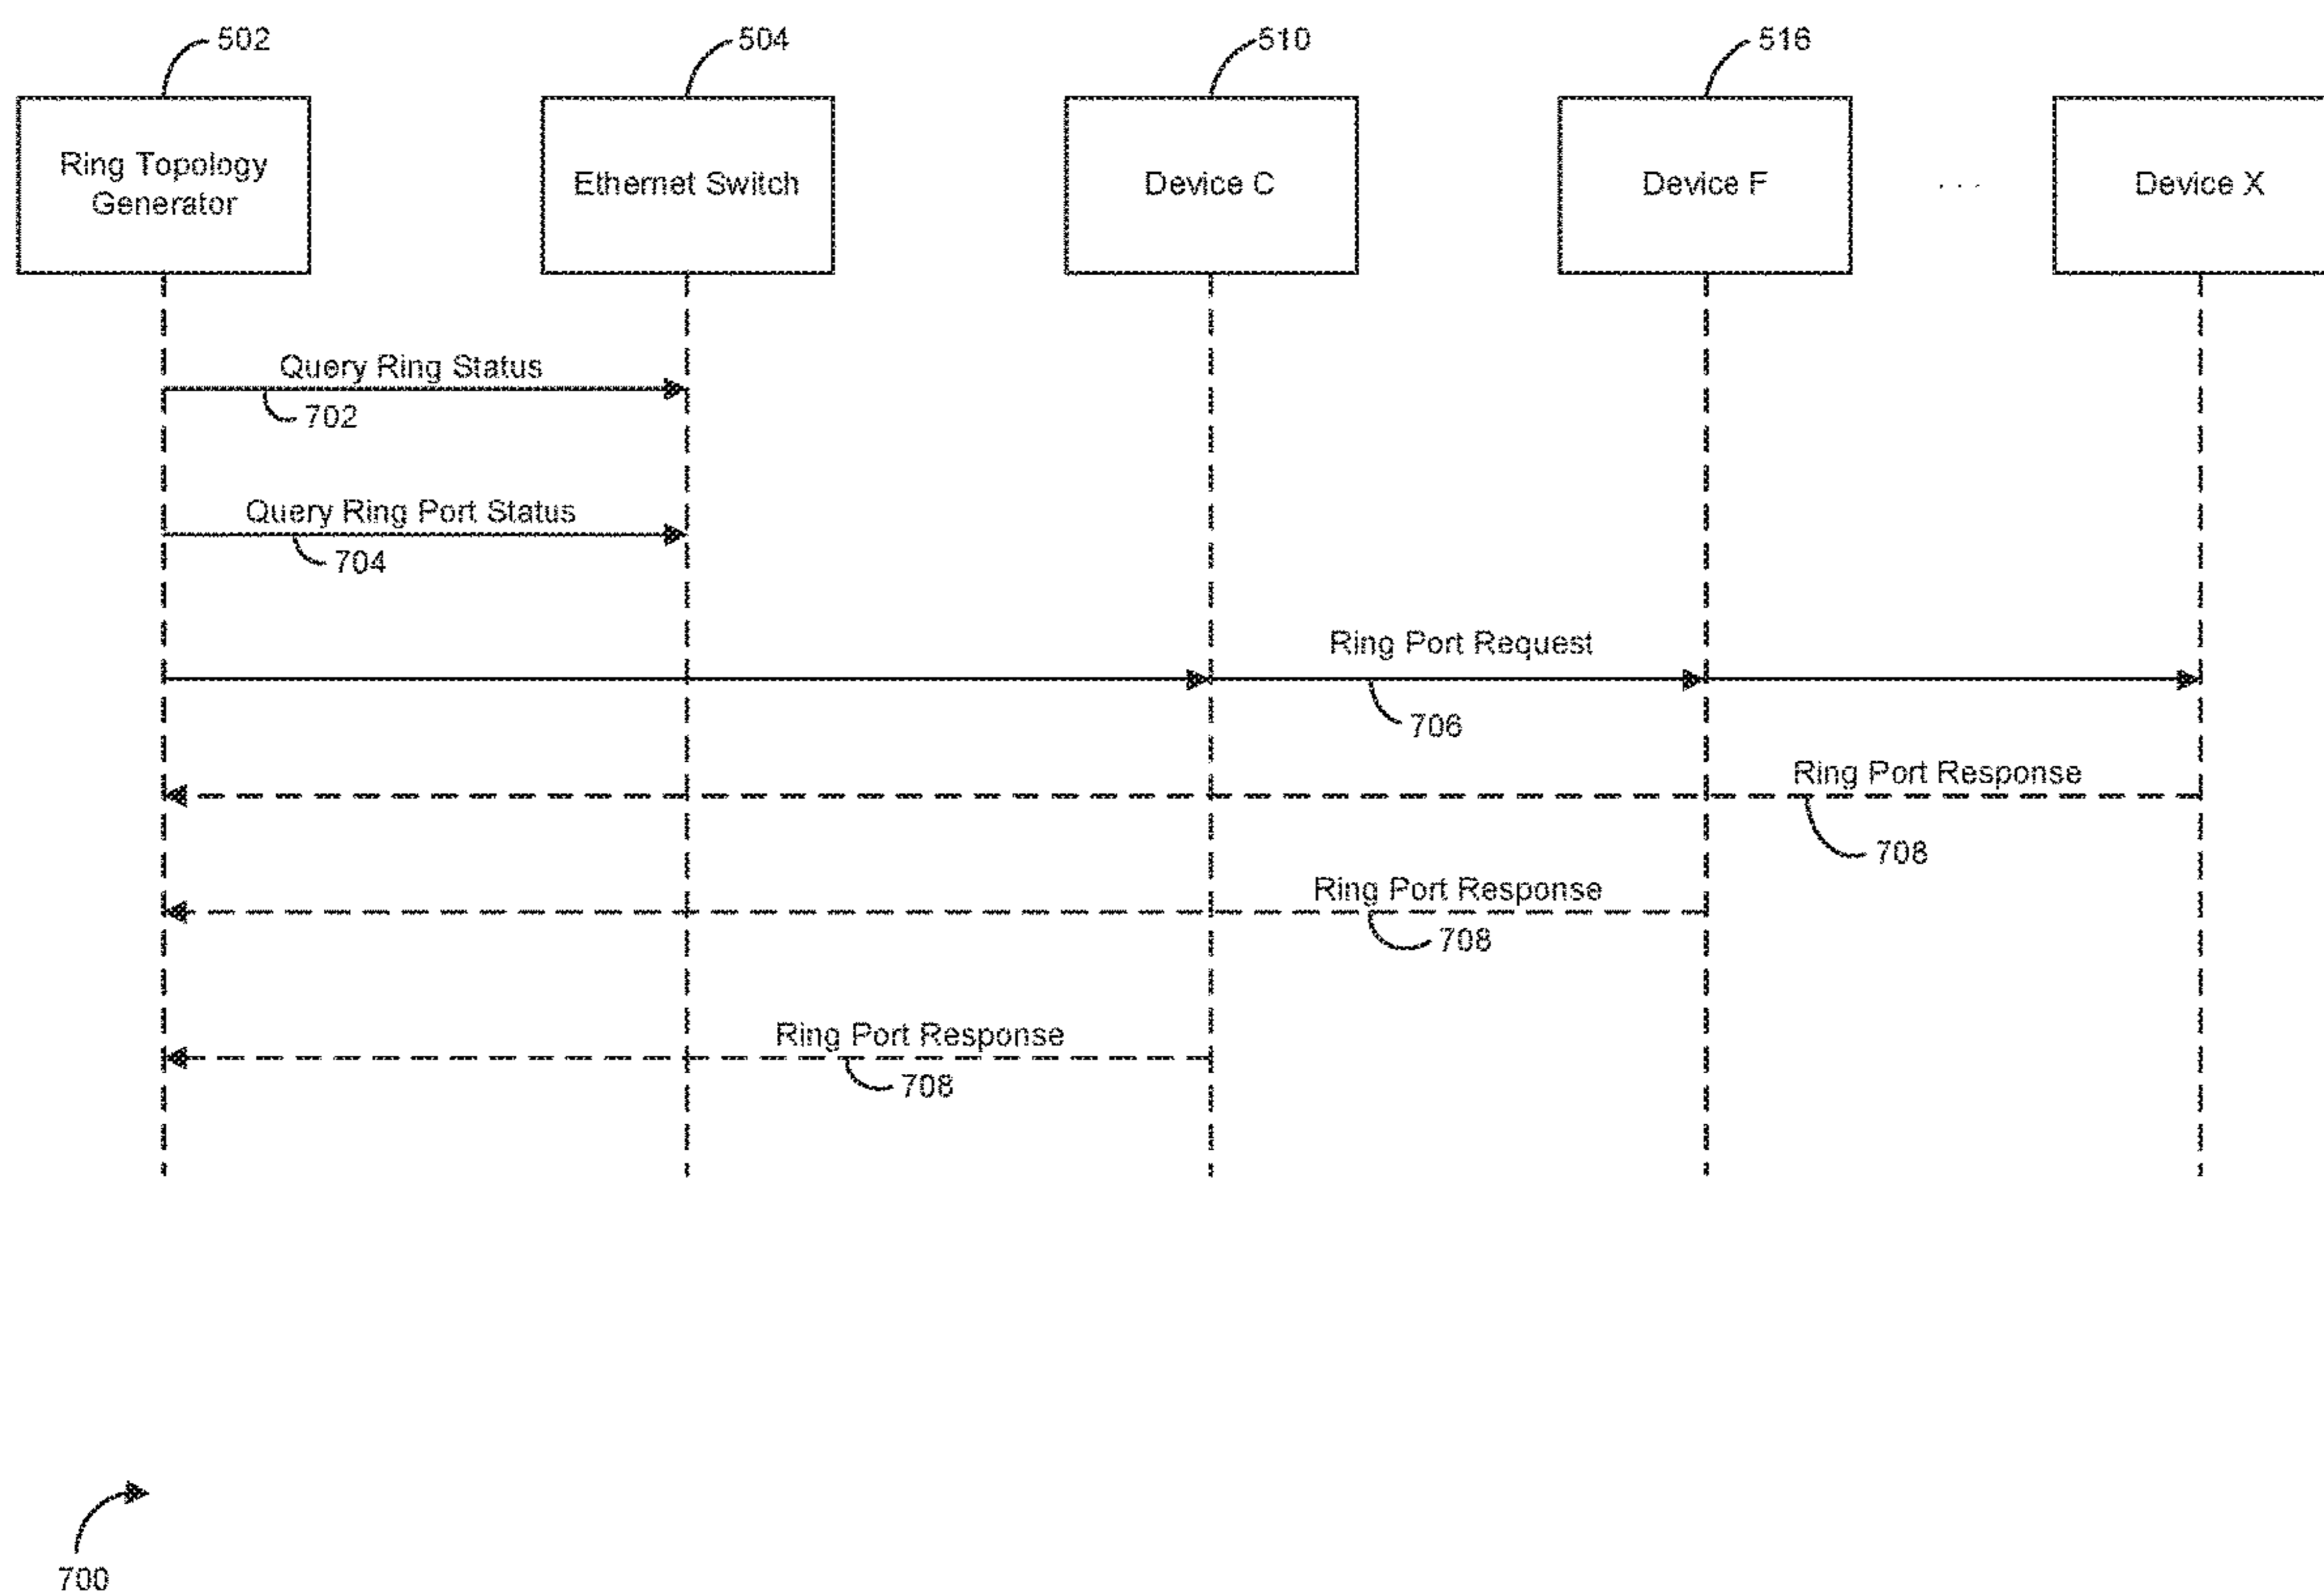 502
504
510
516
Ring Topology
Generator
Ethernet Switch
Device C
Device F
. . .
Device X
Query Ring Status
702
Query Ring Port Status
704
Ring Port Request
706
Ring Port Response
708
Ring Port Response
708
Ring Port Response
708
700